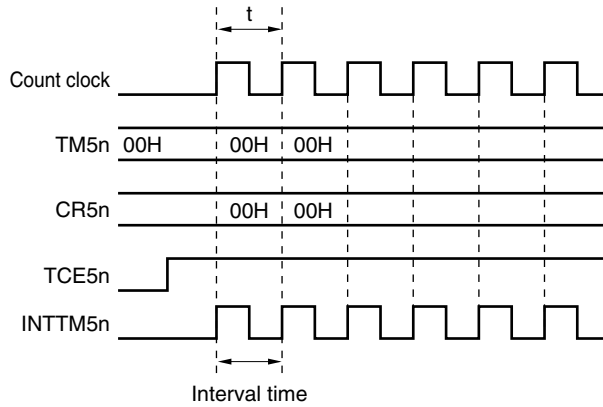 t
Count clock
TM5n 00H 00H 00H
CR5n 00H 00H
TCE5n
INTTM5n
Interval time